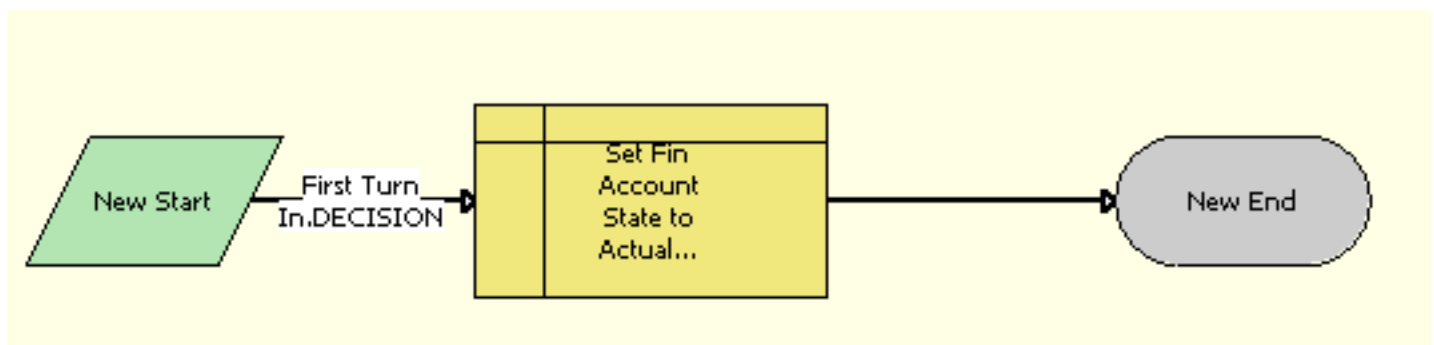 New Start
First Turn
In.DECISION
Set Fin
Account
State to
Actual...
New End